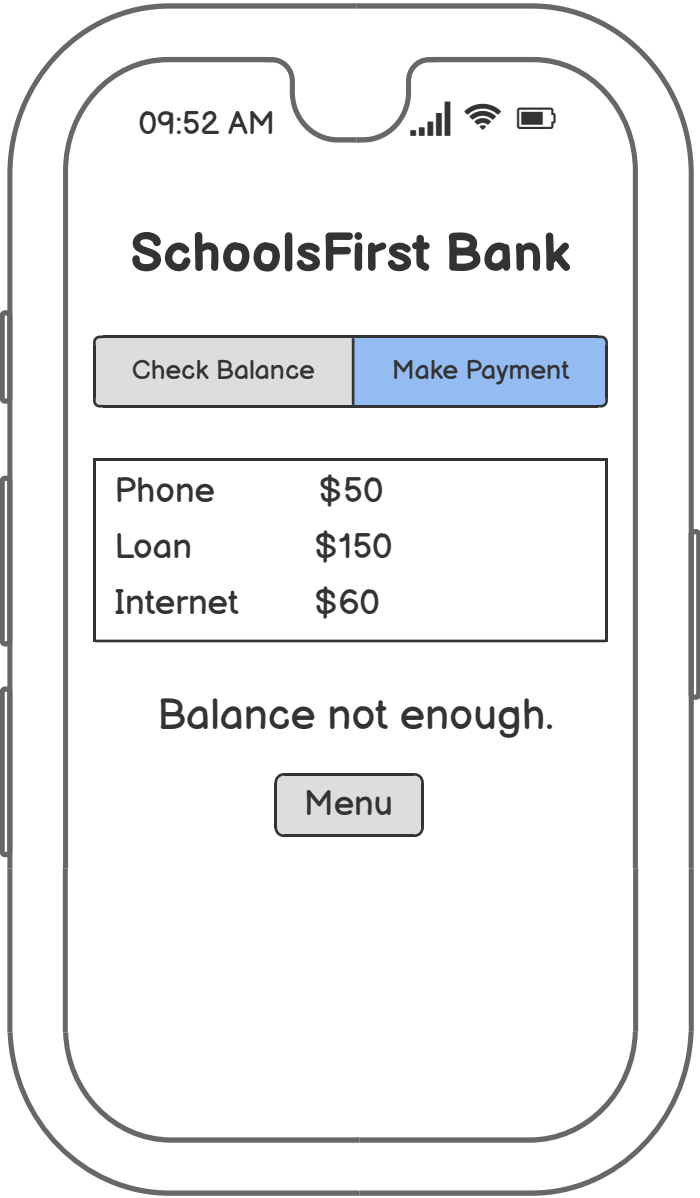 09:52 AM
SchoolsFirst Bank
Check Balance Make Payment
Phone $50
Loan $150
Internet $60
Balance not enough.
Menu